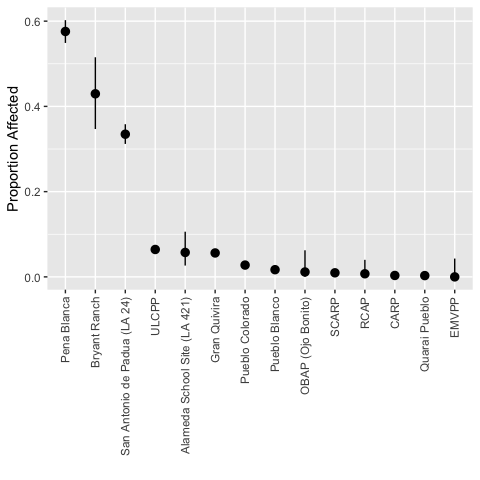 Proportion Affected
0.6
0.4
0.2
0.0
Pena Blanca
Bryant Ranch
San Antonio de Padua (LA 24)
ULCPP
Alameda School Site (LA 421)
Gran Quivira
Pueblo Colorado
Pueblo Blanco
OBAP (Ojo Bonito)
SCARP
RCAP
CARP
Quarai Pueblo
EMVPP